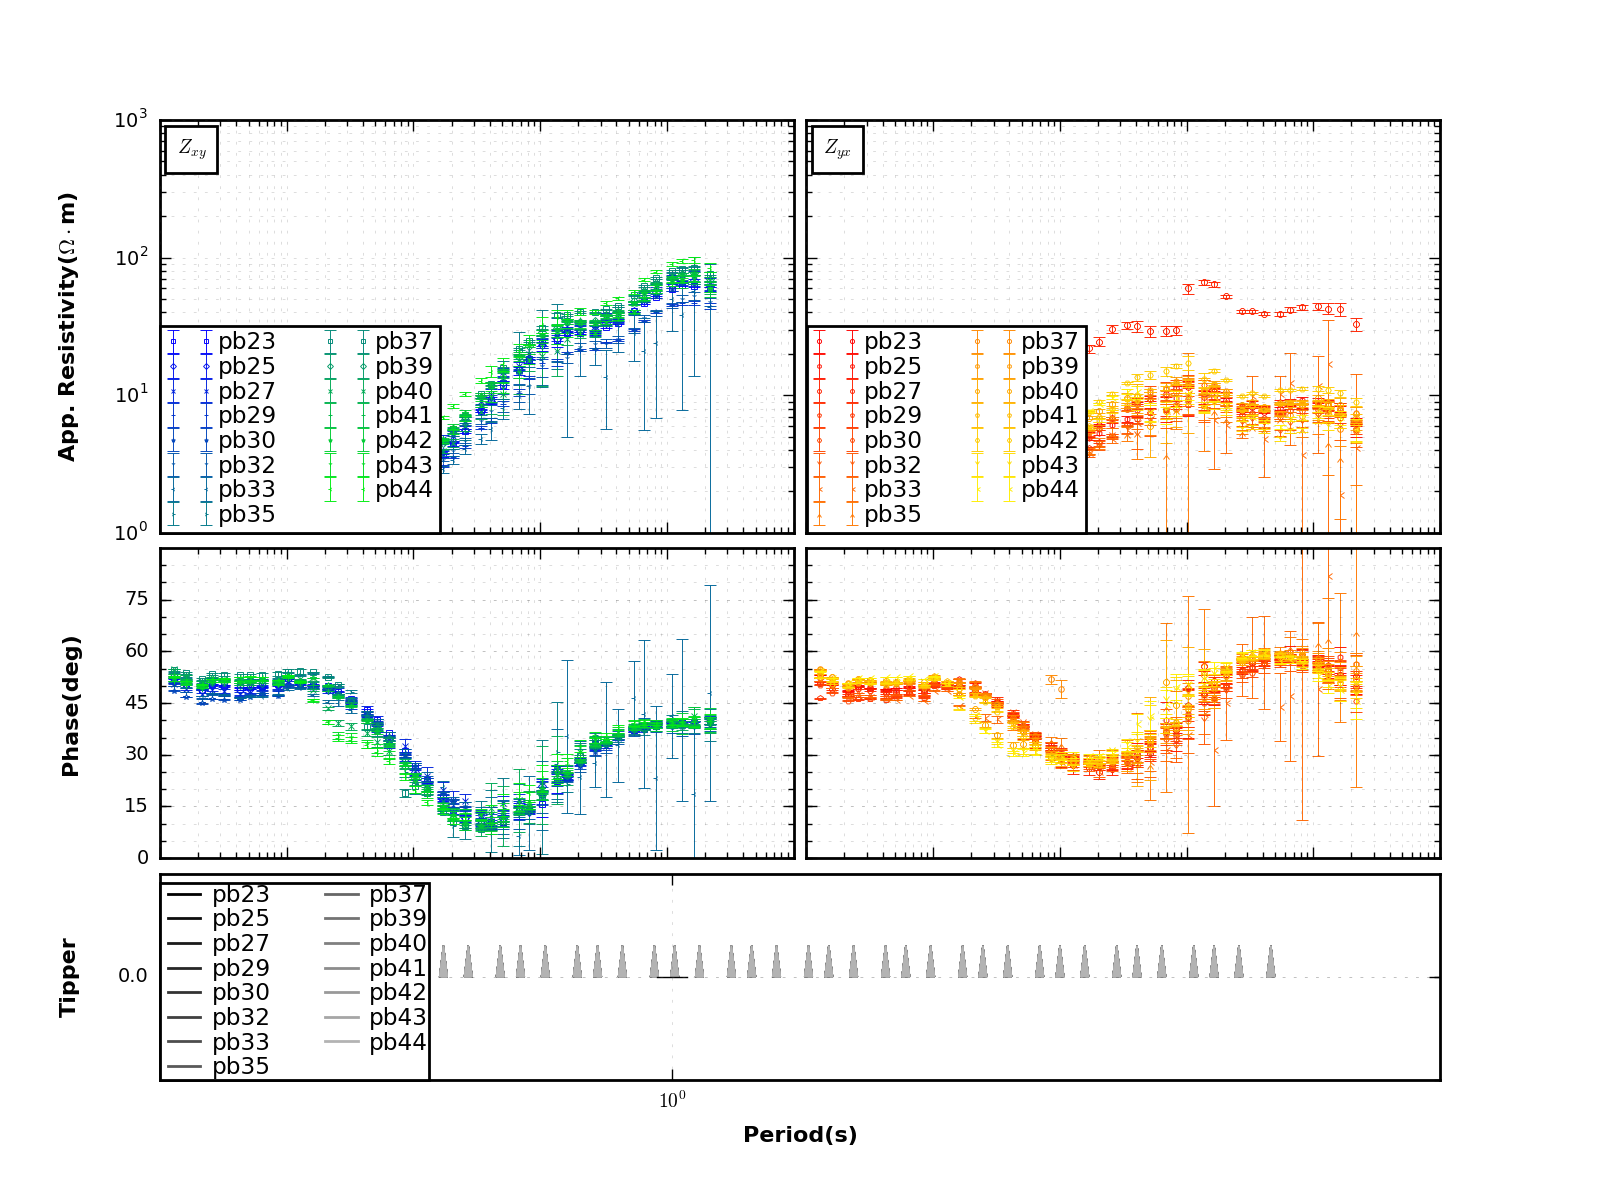 10^3
10^2
10^1
10^0
App. Resistivity(Ω·m)
Z_xy
pb23
pb25
pb27
pb29
pb30
pb32
pb33
pb35
pb37
pb39
pb40
pb41
pb42
pb43
pb44
Z_yx
pb23
pb25
pb27
pb29
pb30
pb32
pb33
pb35
pb37
pb39
pb40
pb41
pb42
pb43
pb44
75
60
45
30
15
0
Phase(deg)
Tipper
0.0
pb23
pb25
pb27
pb29
pb30
pb32
pb33
pb35
pb37
pb39
pb40
pb41
pb42
pb43
pb44
10^0
Period(s)